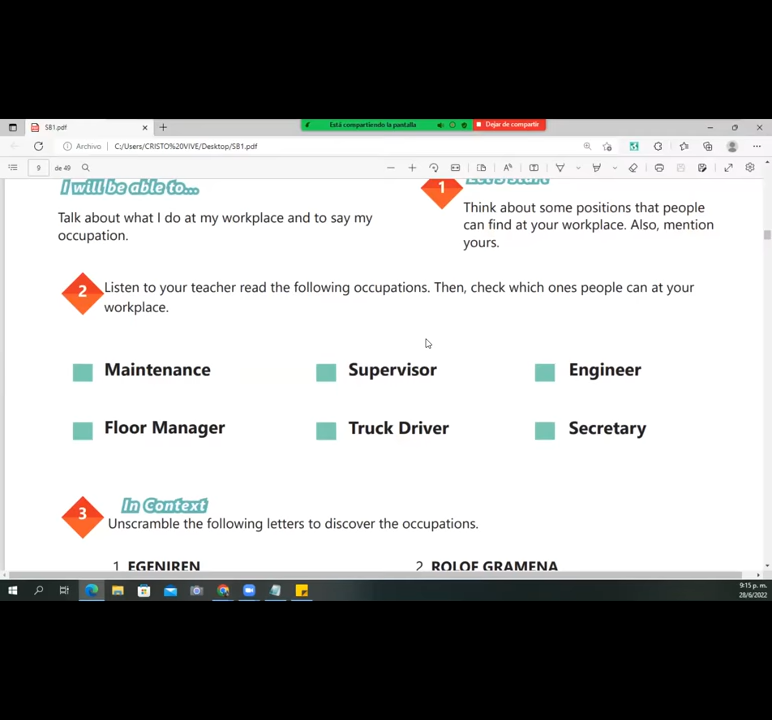 SB1.pdf
Está compartiendo la pantalla
Dejar de compartir
Archivo
C:/Users/CRISTO%20VIVE/Desktop/SB1.pdf
9
de 49
I will be able to...
1
Let's Start
Talk about what I do at my workplace and to say my
occupation.
Think about some positions that people
can find at your workplace. Also, mention
yours.
2
Listen to your teacher read the following occupations. Then, check which ones people can at your
workplace.
Maintenance
Supervisor
Engineer
Floor Manager
Truck Driver
Secretary
3
In Context
Unscramble the following letters to discover the occupations.
1 EGENIREN
2 ROLOF GRAMENA
9:15 p. m.
28/6/2022